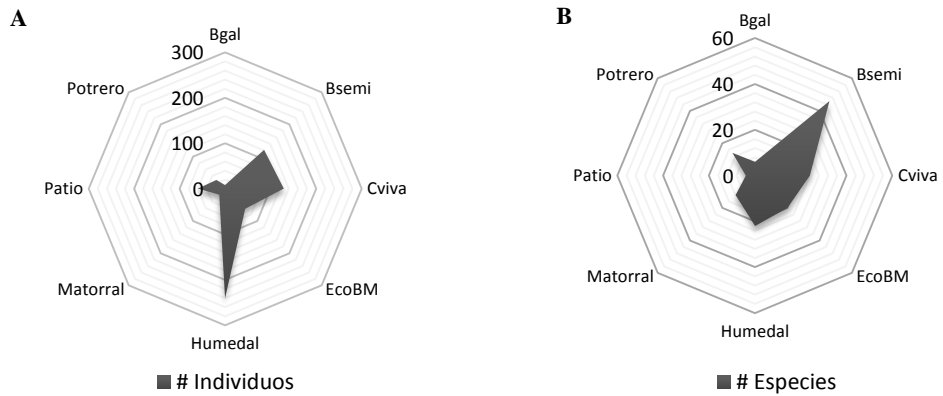 A
Bgal
300
Potrero
Bsemi
200
100
Patio
0
Cviva
Matorral
EcoBM
Humedal
# Individuos
B
Bgal
60
Potrero
Bsemi
40
20
Patio
0
Cviva
Matorral
EcoBM
Humedal
# Especies